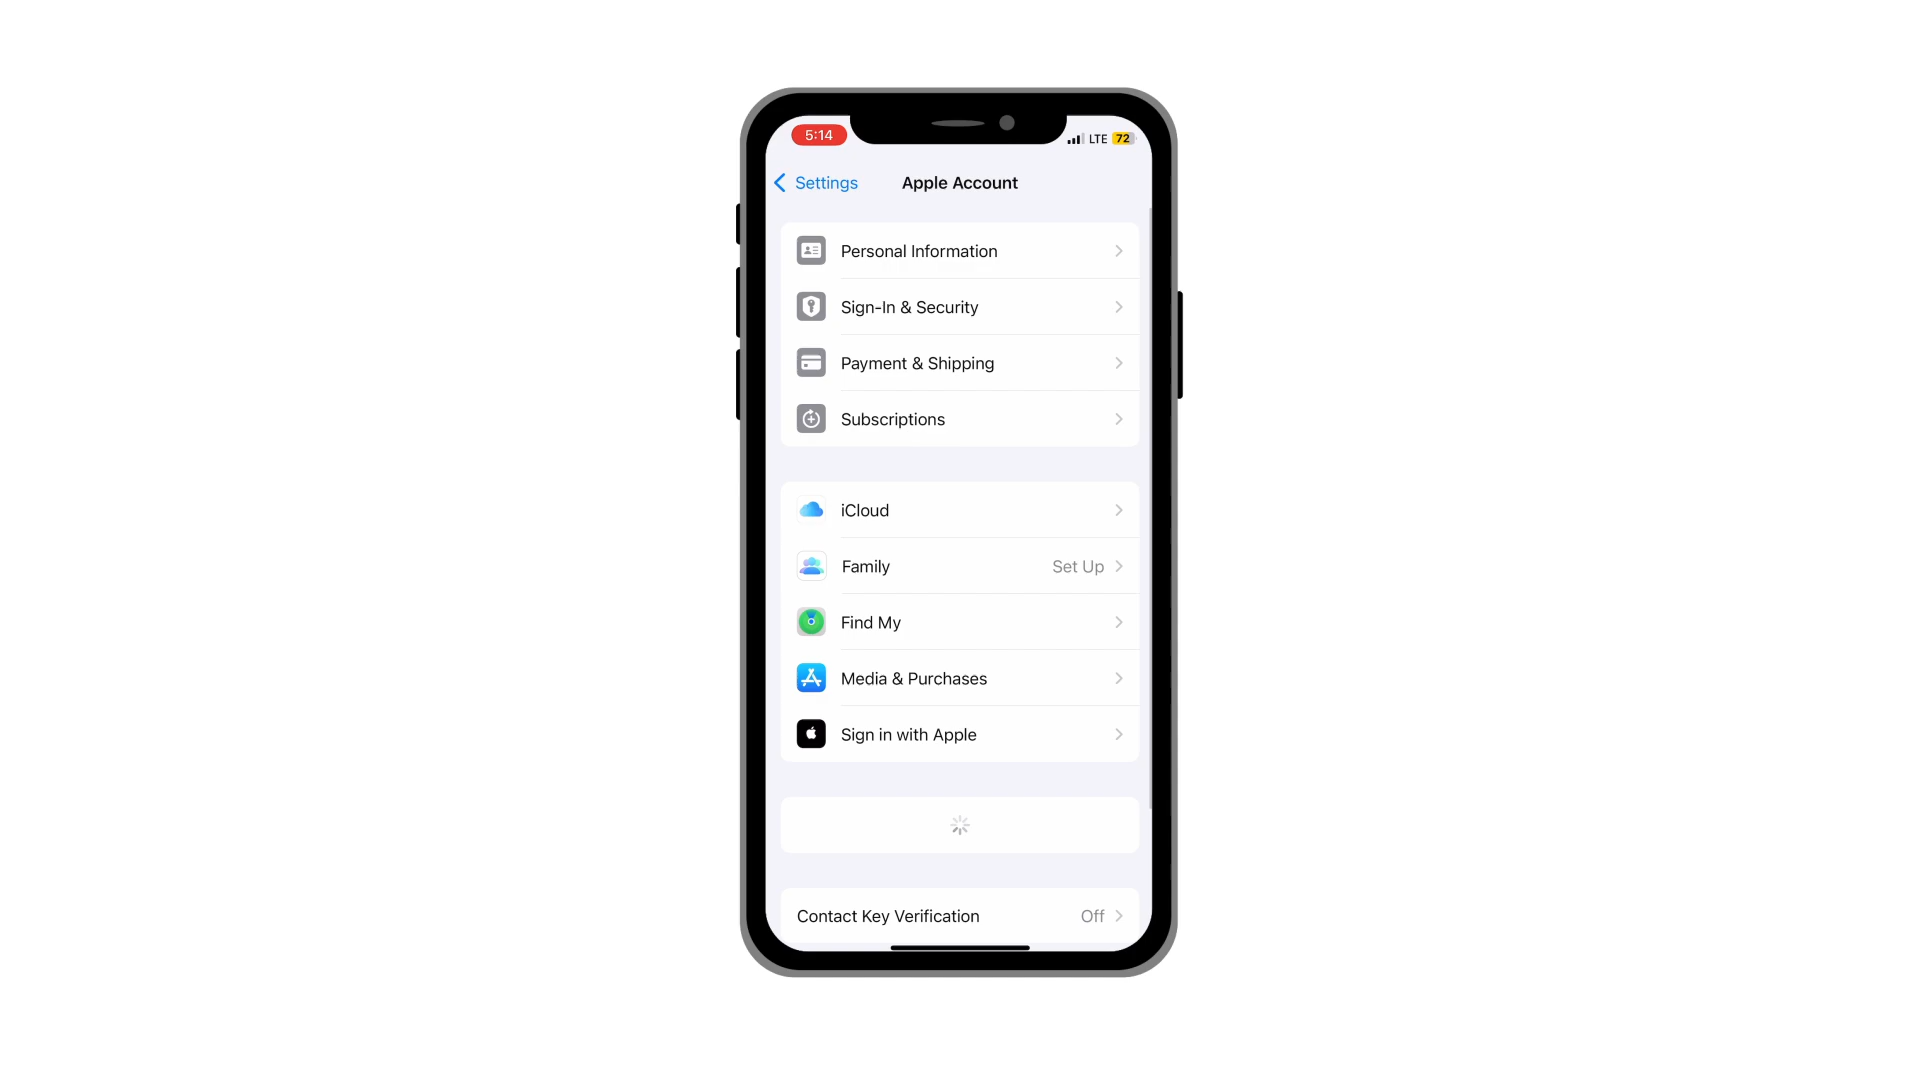 5:14
LTE 72
Settings
Apple Account
Personal Information
Sign-In & Security
Payment & Shipping
Subscriptions
iCloud
Family Set Up
Find My
Media & Purchases
Sign in with Apple
Contact Key Verification Off